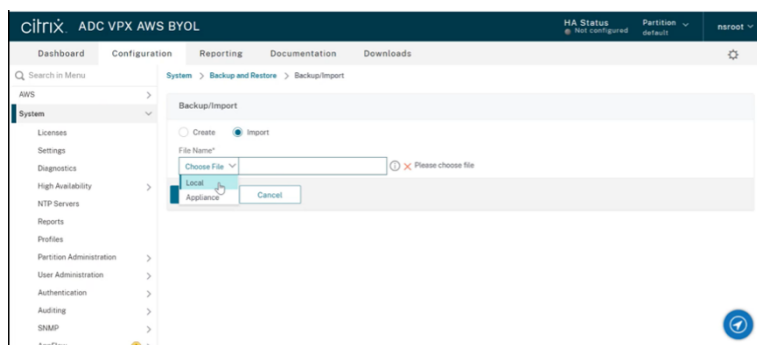 citrix. ADC VPX AWS BYOL
HA Status
Not configured
Partition
default
nsroot
Dashboard Configuration Reporting Documentation Downloads
Search in Menu
System > Backup and Restore > Backup/Import
AWS
System
Licenses
Settings
Diagnostics
High Availability
NTP Servers
Reports
Profiles
Partition Administration
User Administration
Authentication
Auditing
SNMP
AppFlow
Backup/Import
Create Import
File Name*
Choose File
Please choose file
Local
Appliance
Cancel